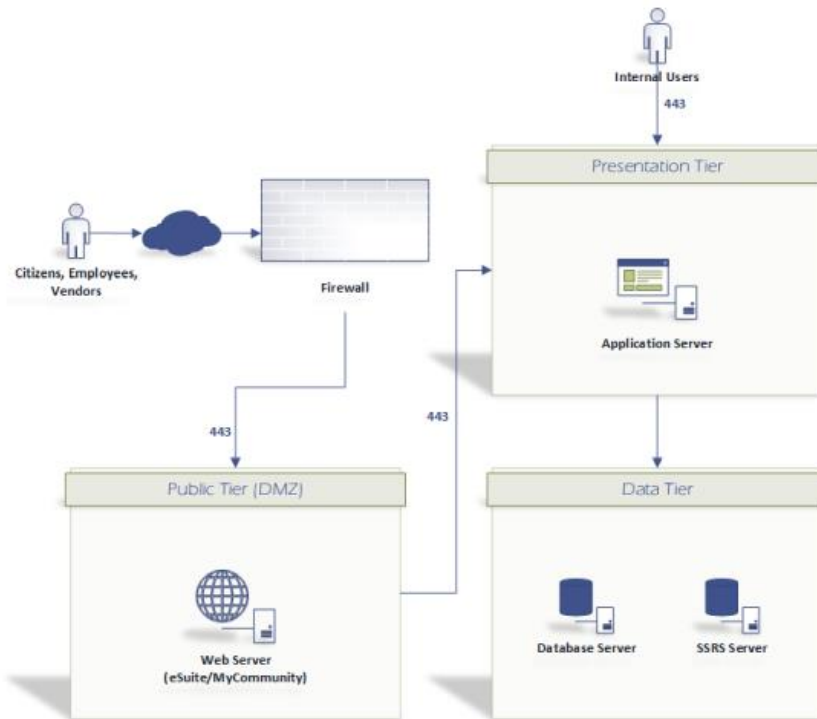 Internal Users
443
Presentation Tier
Citizens, Employees,
Vendors
Firewall
Application Server
443
443
Public Tier (DMZ)
Data Tier
Web Server
(eSuite/MyCommunity)
Database Server
SSRS Server